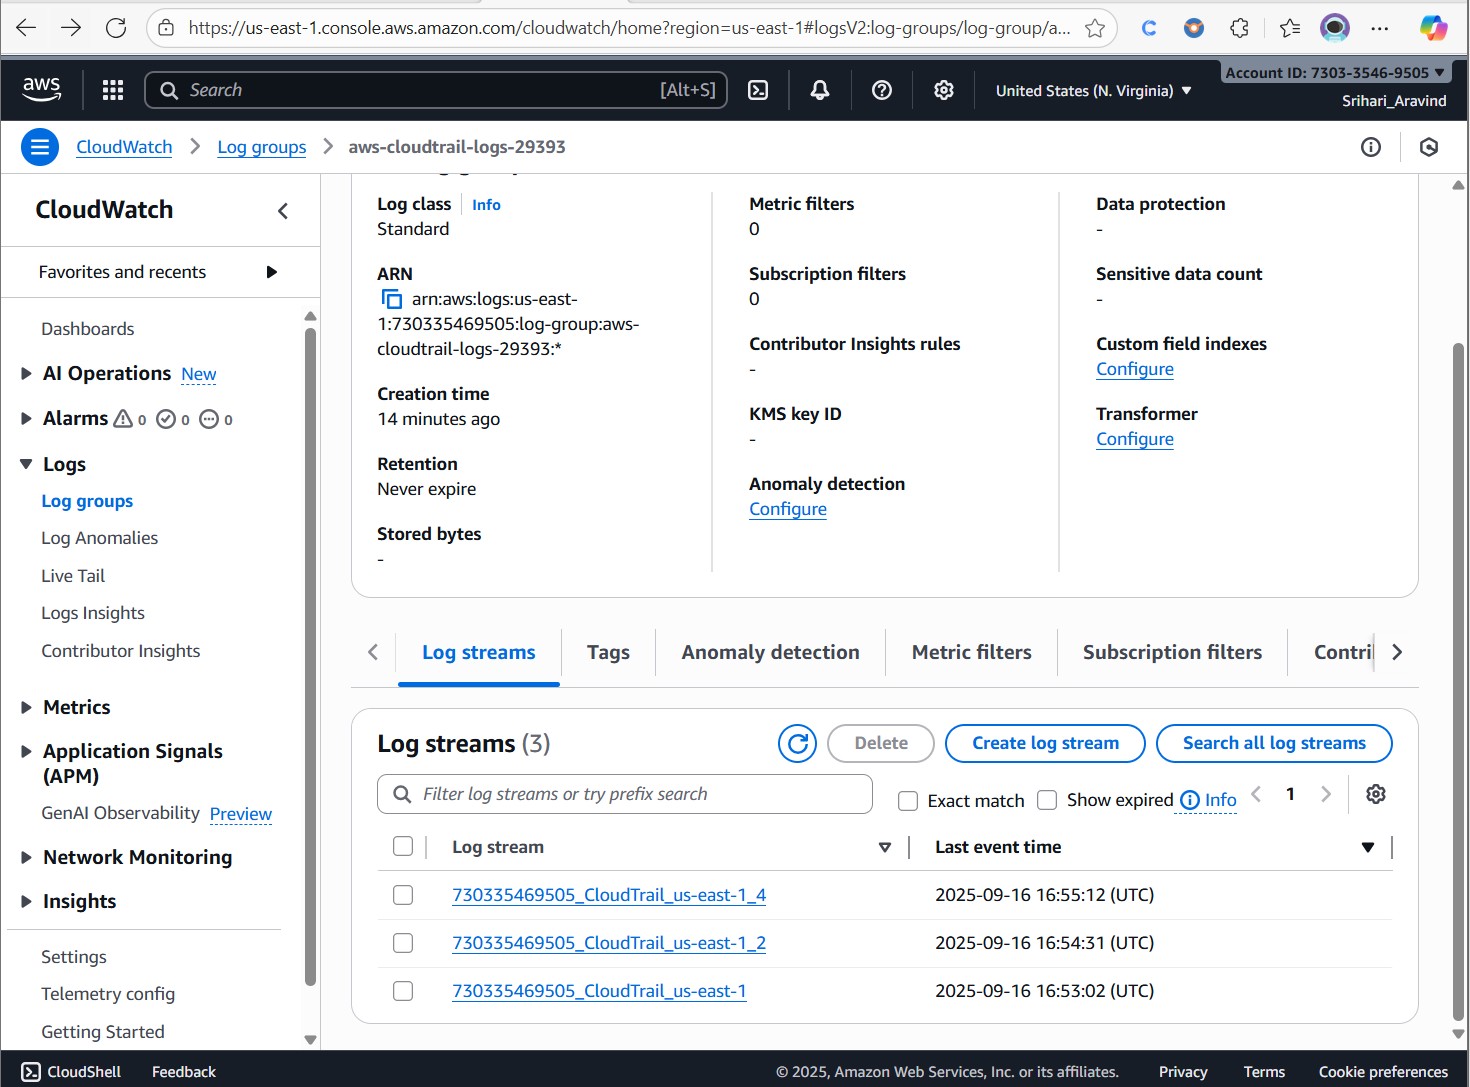 https://us-east-1.console.aws.amazon.com/cloudwatch/home?region=us-east-1#logsV2:log-groups/log-group/a...
aws
Search [Alt+S]
United States (N. Virginia) ▼
Account ID: 7303-3546-9505 ▼
Srihari_Aravind
CloudWatch > Log groups > aws-cloudtrail-logs-29393
CloudWatch
Favorites and recents
Dashboards
AI Operations New
Alarms 0 0 0
Logs
Log groups
Log Anomalies
Live Tail
Logs Insights
Contributor Insights
Metrics
Application Signals
(APM)
GenAI Observability Preview
Network Monitoring
Insights
Settings
Telemetry config
Getting Started
Log class Info
Standard
ARN
arn:aws:logs:us-east-
1:730335469505:log-group:aws-
cloudtrail-logs-29393:*
Creation time
14 minutes ago
Retention
Never expire
Stored bytes
-
Metric filters
0
Subscription filters
0
Contributor Insights rules
-
KMS key ID
-
Anomaly detection
Configure
Data protection
-
Sensitive data count
-
Custom field indexes
Configure
Transformer
Configure
Log streams Tags Anomaly detection Metric filters Subscription filters Contri
Log streams (3) Delete Create log stream Search all log streams
Filter log streams or try prefix search Exact match Show expired Info 1
Log stream Last event time
730335469505_CloudTrail_us-east-1_4 2025-09-16 16:55:12 (UTC)
730335469505_CloudTrail_us-east-1_2 2025-09-16 16:54:31 (UTC)
730335469505_CloudTrail_us-east-1 2025-09-16 16:53:02 (UTC)
CloudShell Feedback © 2025, Amazon Web Services, Inc. or its affiliates. Privacy Terms Cookie preferences